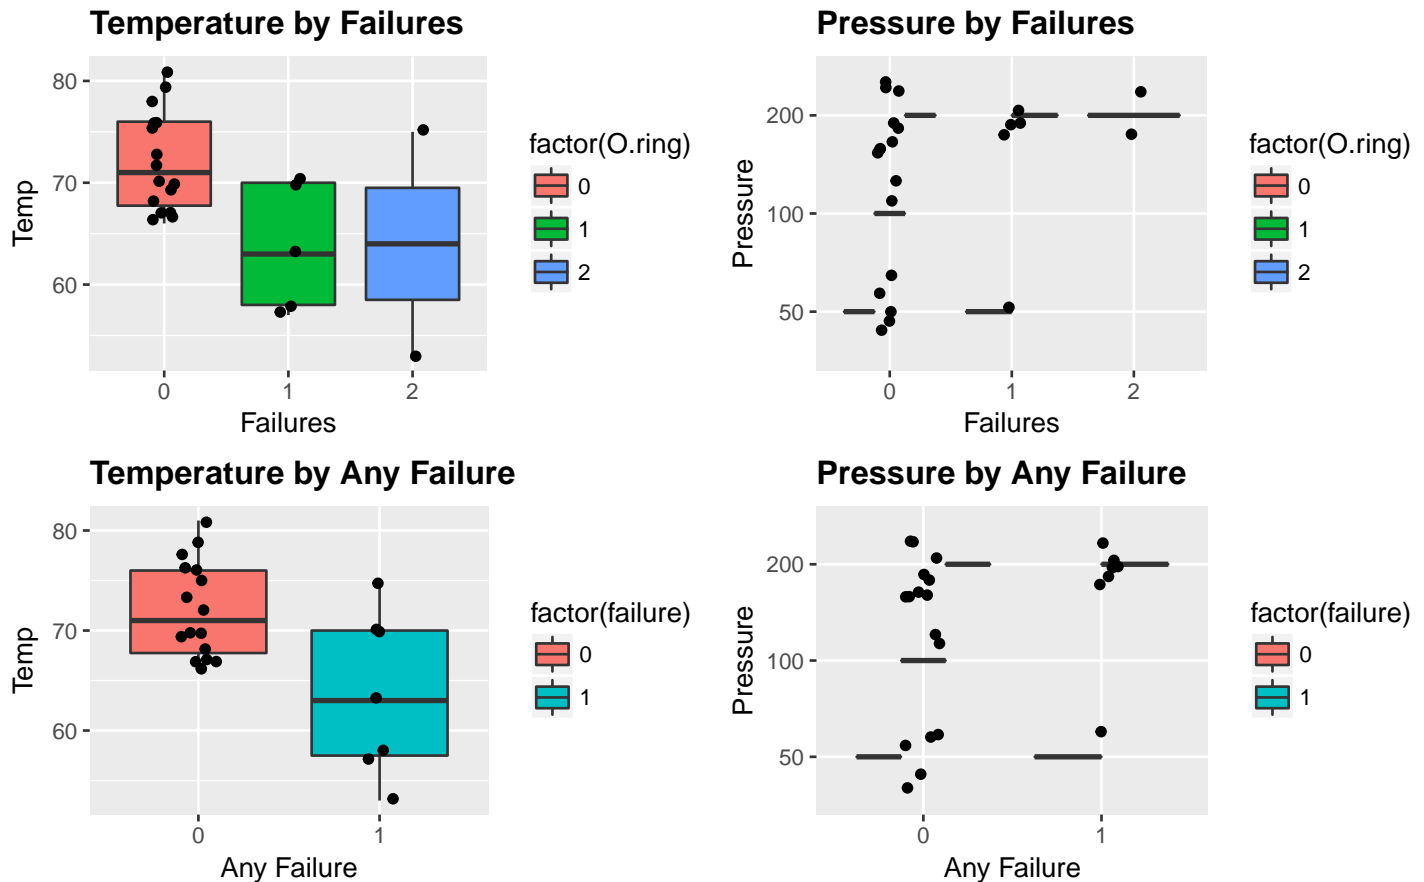 Temperature by Failures
80
70
60
Temp
0
1
2
Failures
factor(O.ring)
0
1
2
Pressure by Failures
200
100
50
Pressure
0
1
2
Failures
factor(O.ring)
0
1
2
Temperature by Any Failure
80
70
60
Temp
0
1
Any Failure
factor(failure)
0
1
Pressure by Any Failure
200
100
50
Pressure
0
1
Any Failure
factor(failure)
0
1